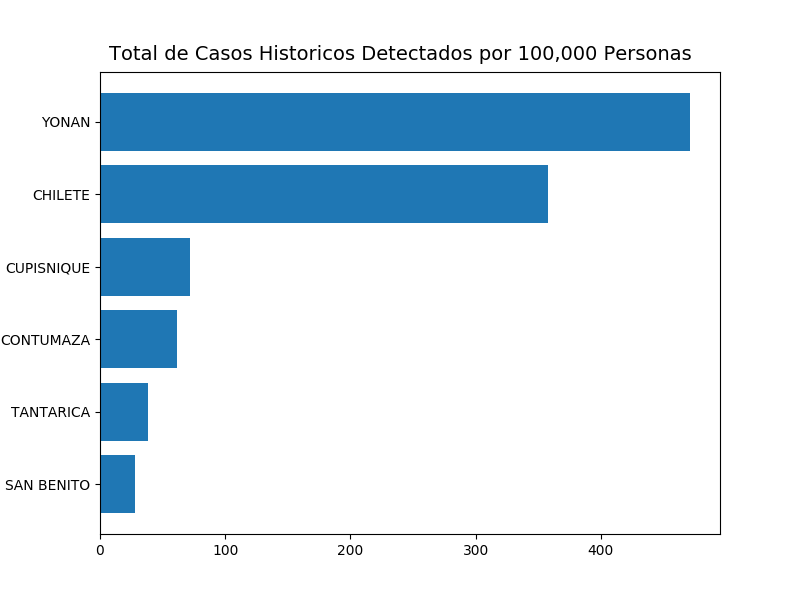 Total de Casos Historicos Detectados por 100,000 Personas
YONAN
CHILETE
CUPISNIQUE
CONTUMAZA
TANTARICA
SAN BENITO
0 100 200 300 400